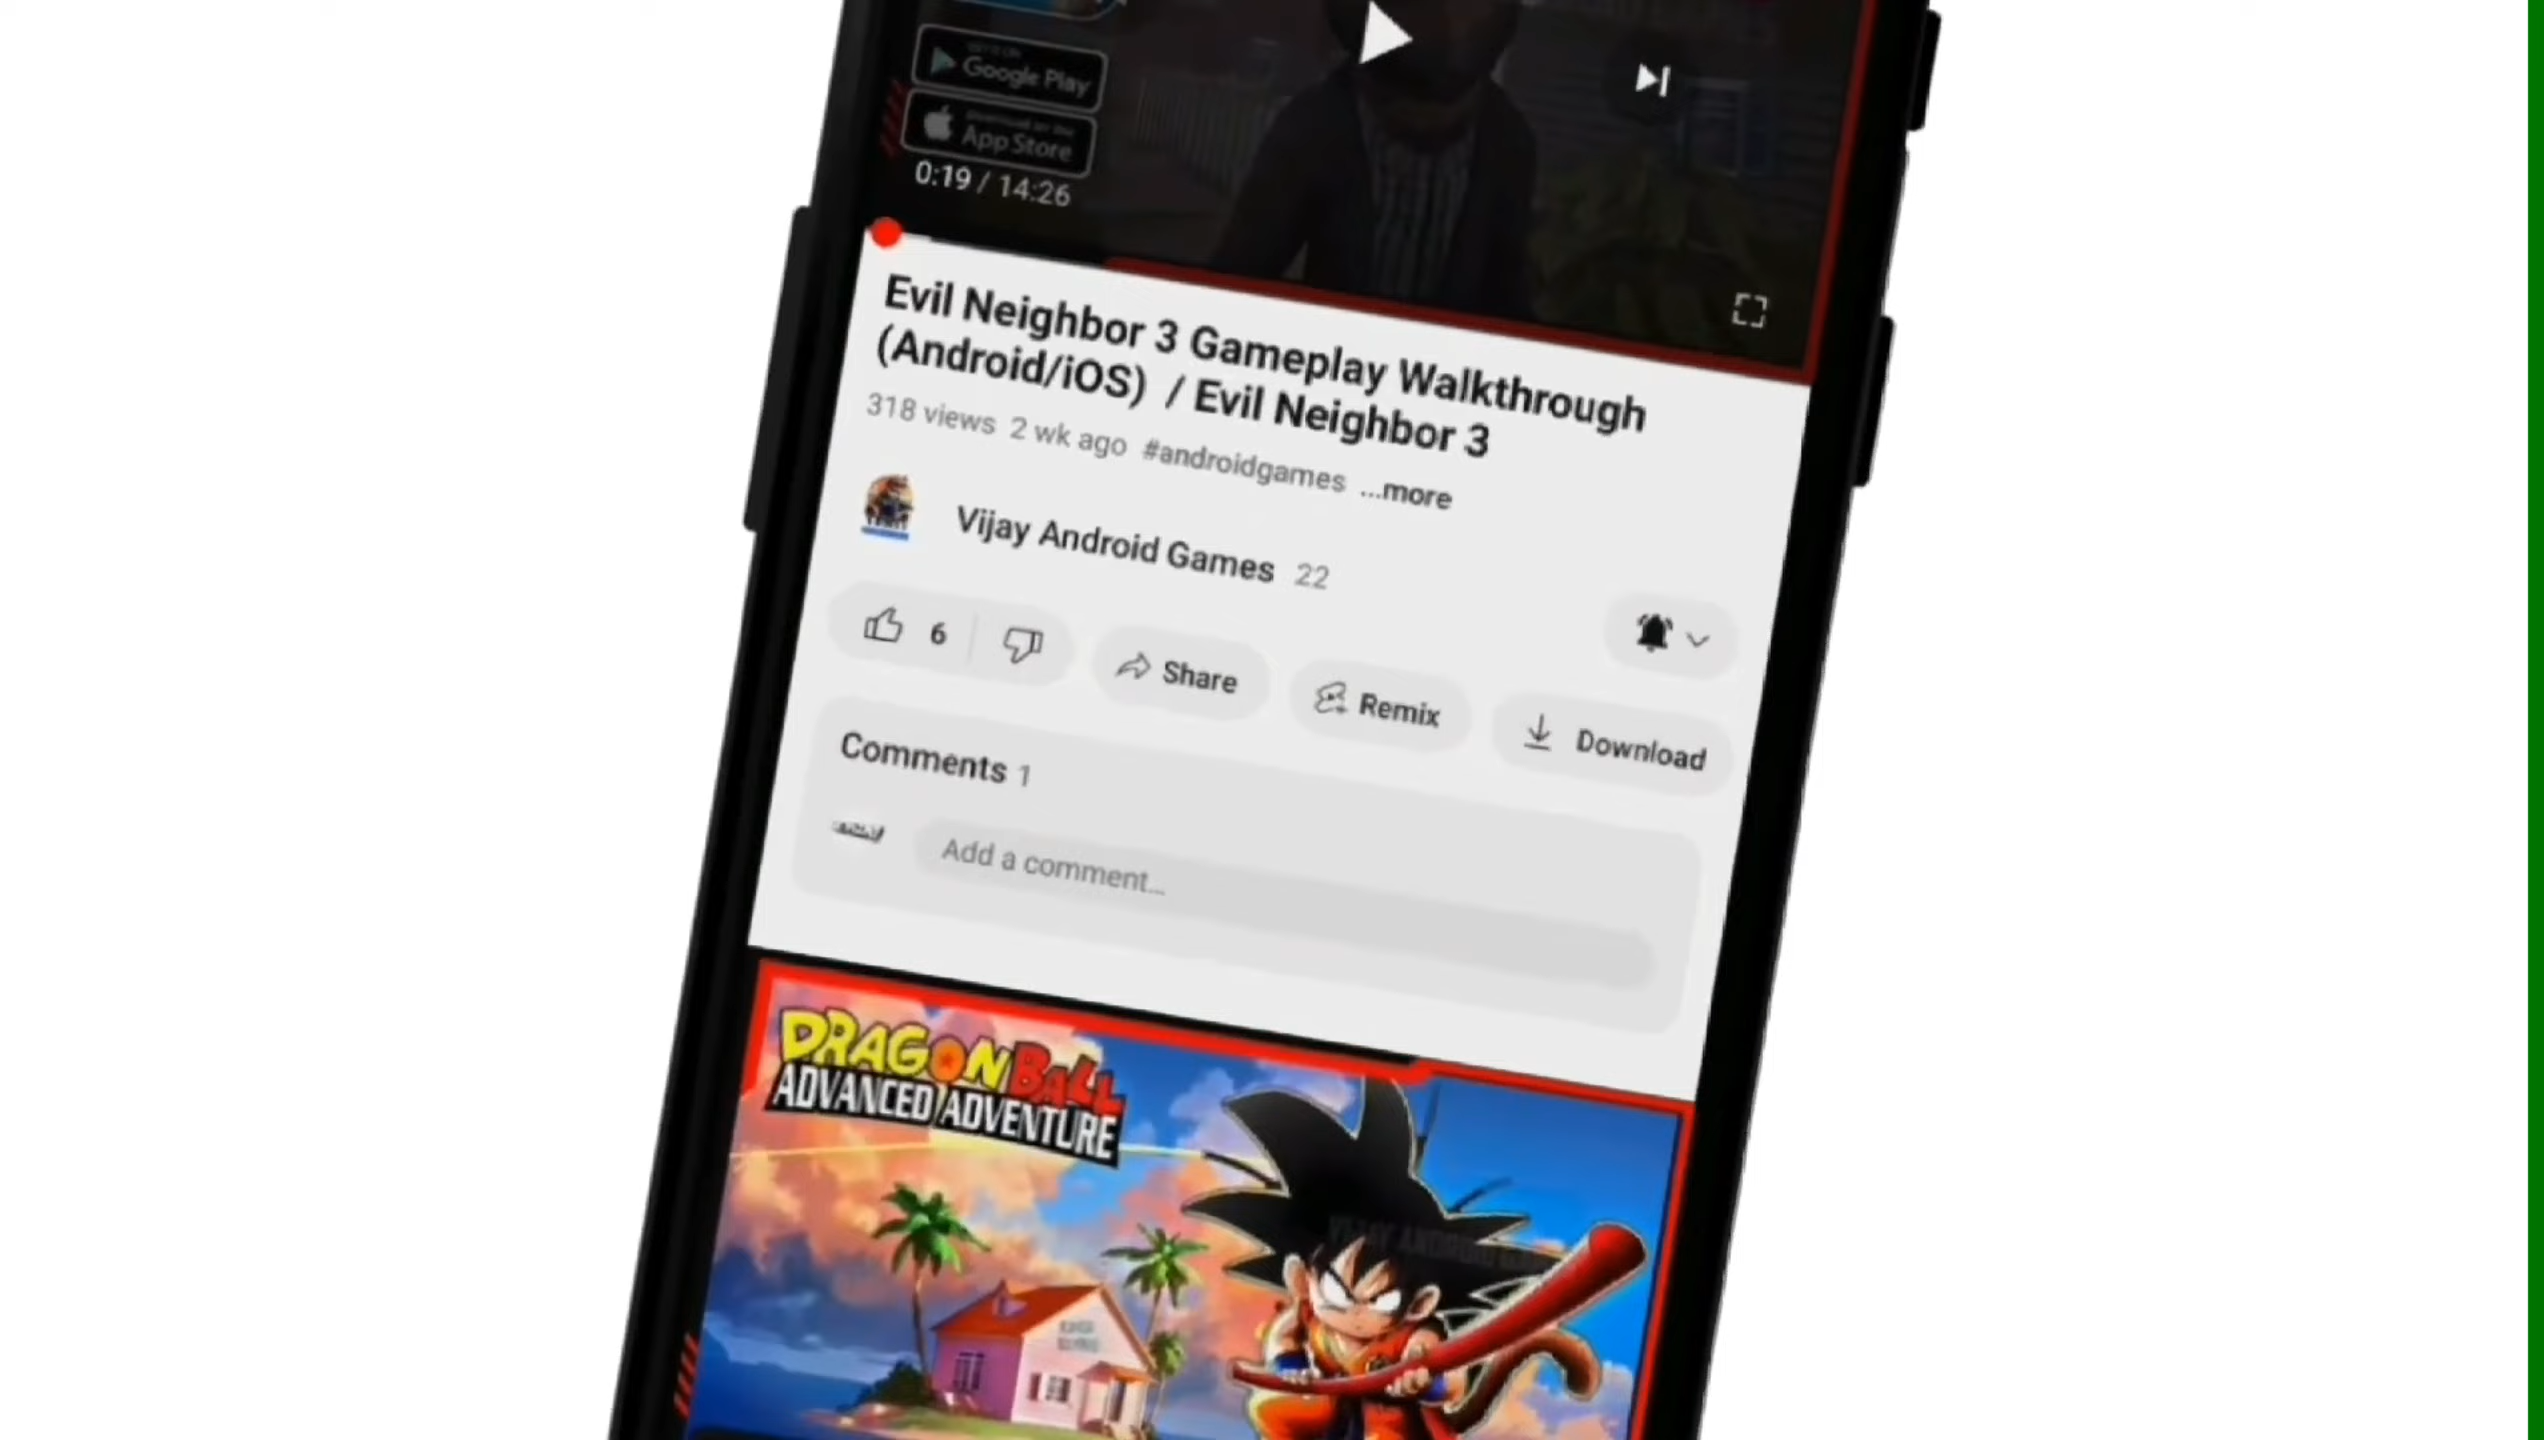 Google Play
App Store
0:19 / 14:26
Evil Neighbor 3 Gameplay Walkthrough
(Android/iOS) / Evil Neighbor 3
318 views 2 wk ago #androidgames ...more
Vijay Android Games 22
6
Share
Remix
Download
Comments 1
Add a comment...
DRAGON BALL
ADVANCED ADVENTURE